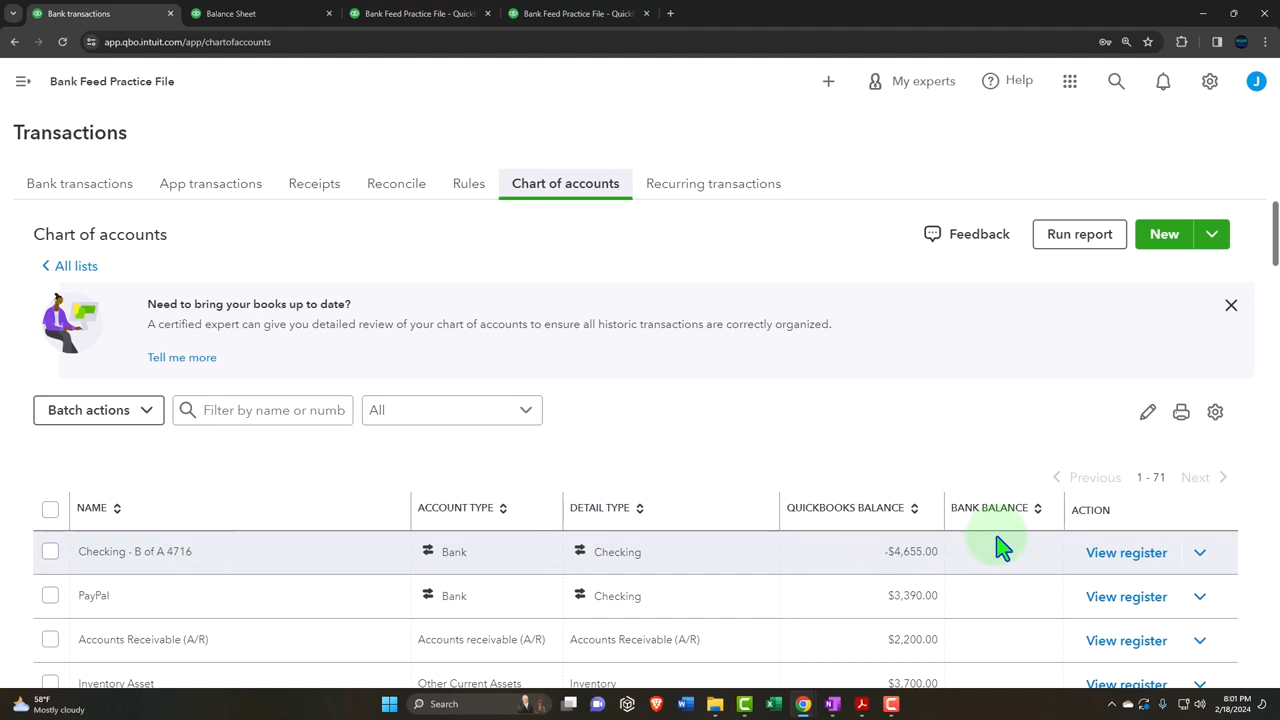 Bank transactions
Balance Sheet
Bank Feed Practice File - Quick
Bank Feed Practice File - Quick
app.qbo.intuit.com/app/chartofaccounts
Bank Feed Practice File
My experts
Help
J
Transactions
Bank transactions
App transactions
Receipts
Reconcile
Rules
Chart of accounts
Recurring transactions
Chart of accounts
Feedback
Run report
New
All lists
Need to bring your books up to date?
A certified expert can give you detailed review of your chart of accounts to ensure all historic transactions are correctly organized.
Tell me more
Batch actions
Filter by name or numb
All
Previous 1 - 71 Next
NAME ACCOUNT TYPE DETAIL TYPE QUICKBOOKS BALANCE BANK BALANCE ACTION
Checking - B of A 4716 Bank Checking -$4,655.00 View register
PayPal Bank Checking $3,390.00 View register
Accounts Receivable (A/R) Accounts receivable (A/R) Accounts Receivable (A/R) $2,200.00 View register
Inventory Asset Other Current Assets Inventory $3,700.00 View register
58°F
Mostly cloudy
Search
8:01 PM
2/18/2024